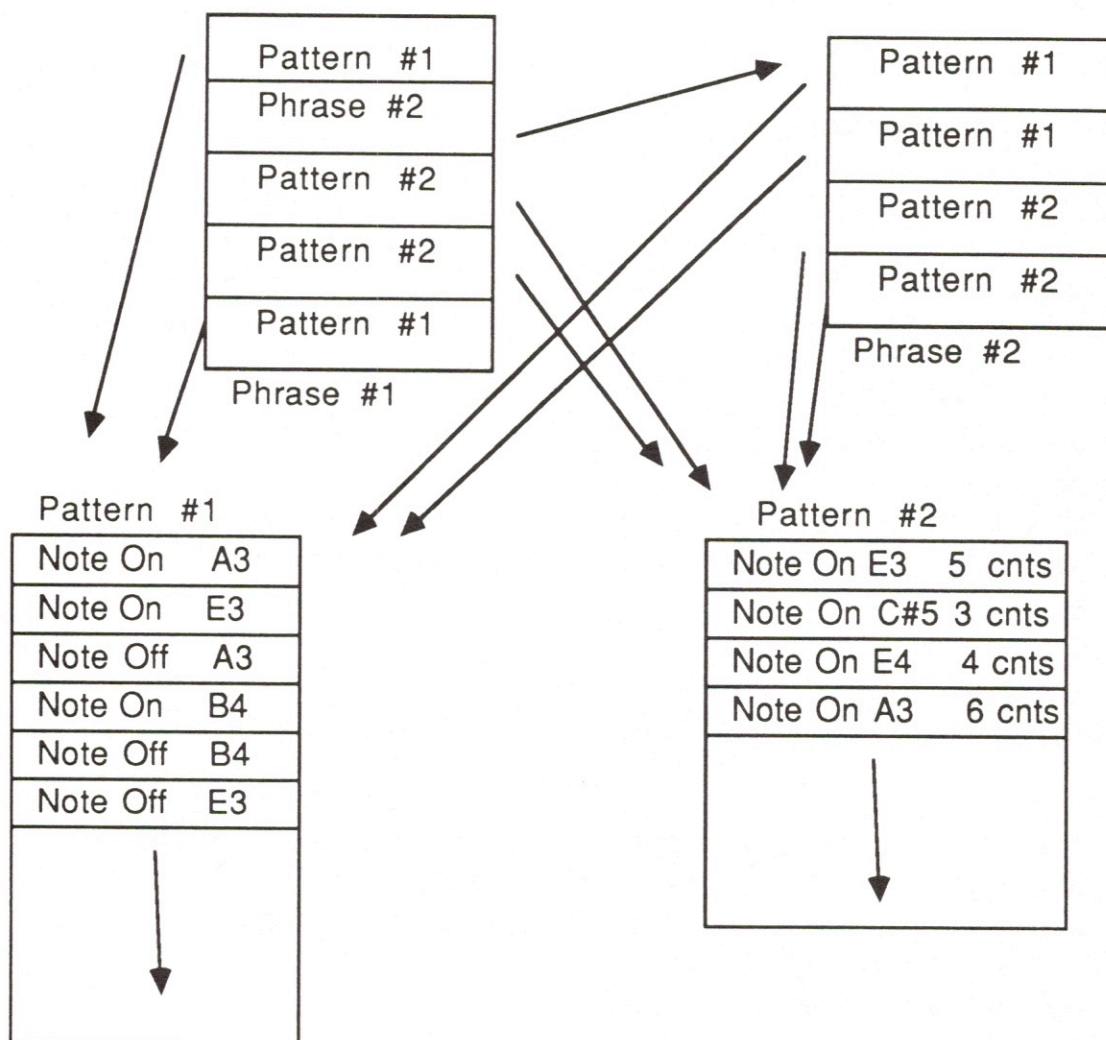 Pattern #1
Phrase #2
Pattern #2
Pattern #2
Pattern #1
Phrase #1
Pattern #1
Pattern #1
Pattern #2
Pattern #2
Phrase #2
Pattern #1
Note On A3
Note On E3
Note Off A3
Note On B4
Note Off B4
Note Off E3
Pattern #2
Note On E3 5 cnts
Note On C#5 3 cnts
Note On E4 4 cnts
Note On A3 6 cnts